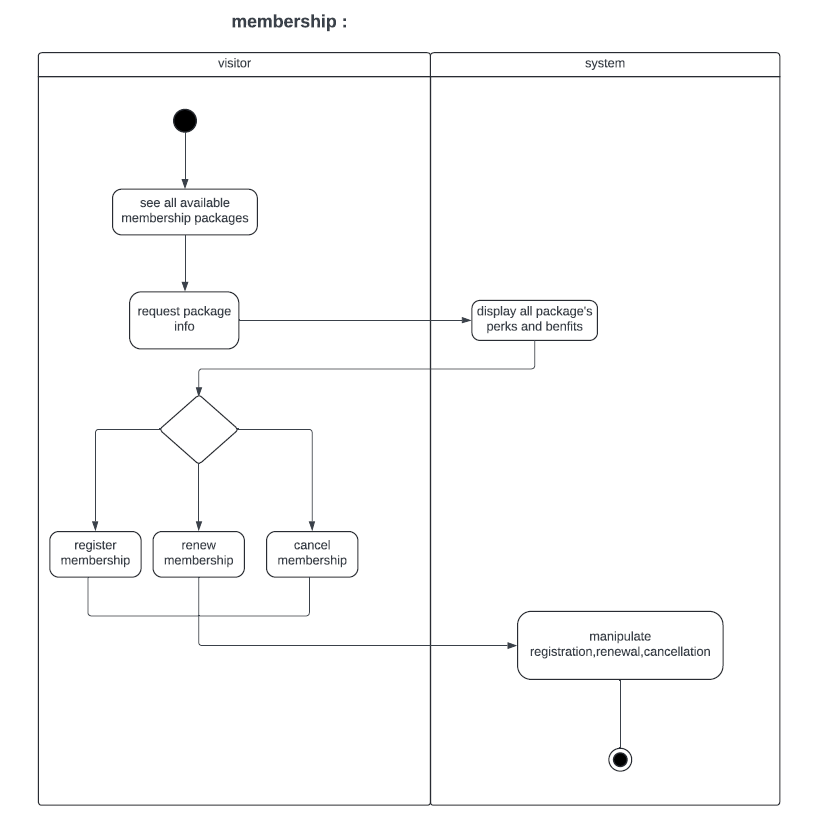 membership :
visitor
system
see all available
membership packages
request package
info
display all package's
perks and benfits
register
membership
renew
membership
cancel
membership
manipulate
registration,renewal,cancellation